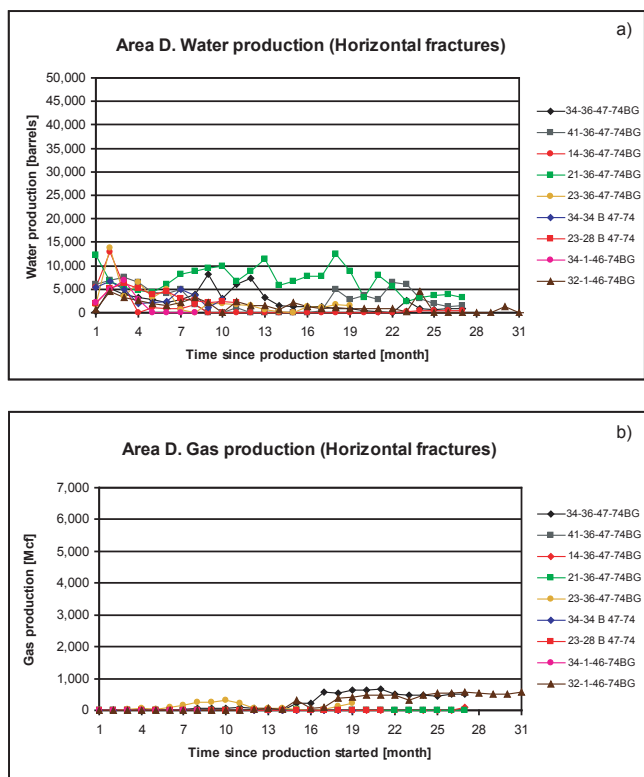 a)
Area D. Water production (Horizontal fractures)
Water production [barrels]
50,000
45,000
40,000
35,000
30,000
25,000
20,000
15,000
10,000
5,000
0
1 4 7 10 13 16 19 22 25 28 31
Time since production started [month]
34-36-47-74BG
41-36-47-74BG
14-36-47-74BG
21-36-47-74BG
23-36-47-74BG
34-34 B 47-74
23-28 B 47-74
34-1-46-74BG
32-1-46-74BG
b)
Area D. Gas production (Horizontal fractures)
Gas production [Mcf]
7,000
6,000
5,000
4,000
3,000
2,000
1,000
0
1 4 7 10 13 16 19 22 25 28 31
Time since production started [month]
34-36-47-74BG
41-36-47-74BG
14-36-47-74BG
21-36-47-74BG
23-36-47-74BG
34-34 B 47-74
23-28 B 47-74
34-1-46-74BG
32-1-46-74BG